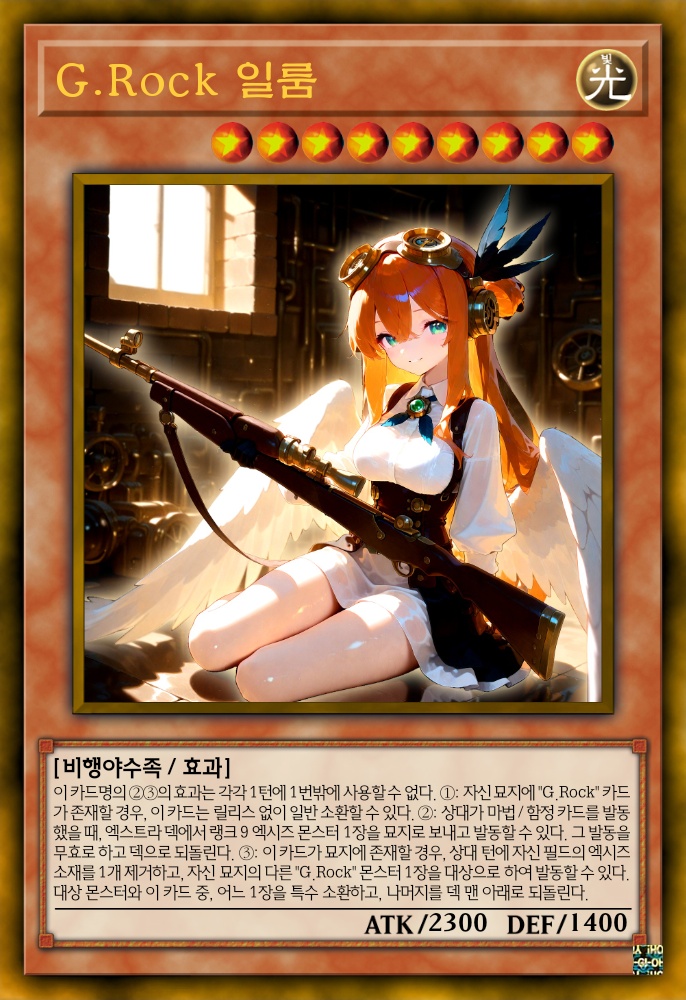 G.Rock 일룸
빛
光
[비행야수족 / 효과]
이 카드명의 ②③의 효과는 각각 1턴에 1번밖에 사용할 수 없다. ①: 자신 묘지에 "G.Rock" 카드
가 존재할 경우, 이 카드는 릴리스 없이 일반 소환할 수 있다. ②: 상대가 마법 / 함정 카드를 발동
했을 때, 엑스트라 덱에서 랭크 9 엑시즈 몬스터 1장을 묘지로 보내고 발동할 수 있다. 그 발동을
무효로 하고 덱으로 되돌린다. ③: 이 카드가 묘지에 존재할 경우, 상대 턴에 자신 필드의 엑시즈
소재를 1개 제거하고, 자신 묘지의 다른 "G.Rock" 몬스터 1장을 대상으로 하여 발동할 수 있다.
대상 몬스터와 이 카드 중, 어느 1장을 특수 소환하고, 나머지를 덱 맨 아래로 되돌린다.
ATK/2300 DEF/1400